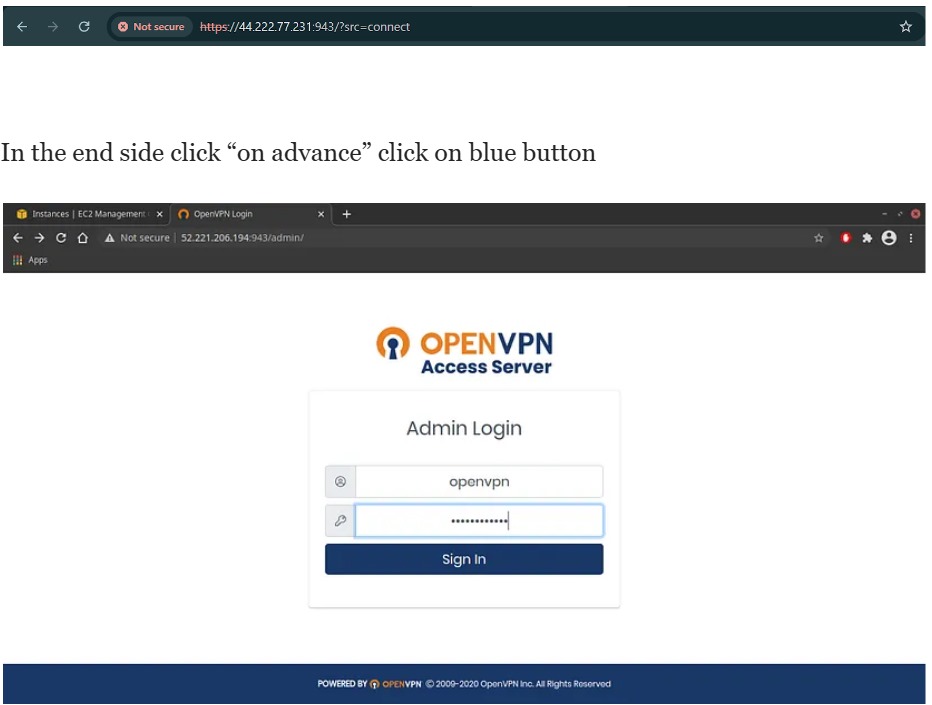 Not secure https://44.222.77.231:943/?src=connect
In the end side click “on advance” click on blue button
Instances | EC2 Management OpenVPN Login
Not secure 52.221.206.194:943/admin/
Apps
OPENVPN
Access Server
Admin Login
openvpn
Sign In
POWERED BY OPENVPN © 2009-2020 OpenVPN Inc. All Rights Reserved